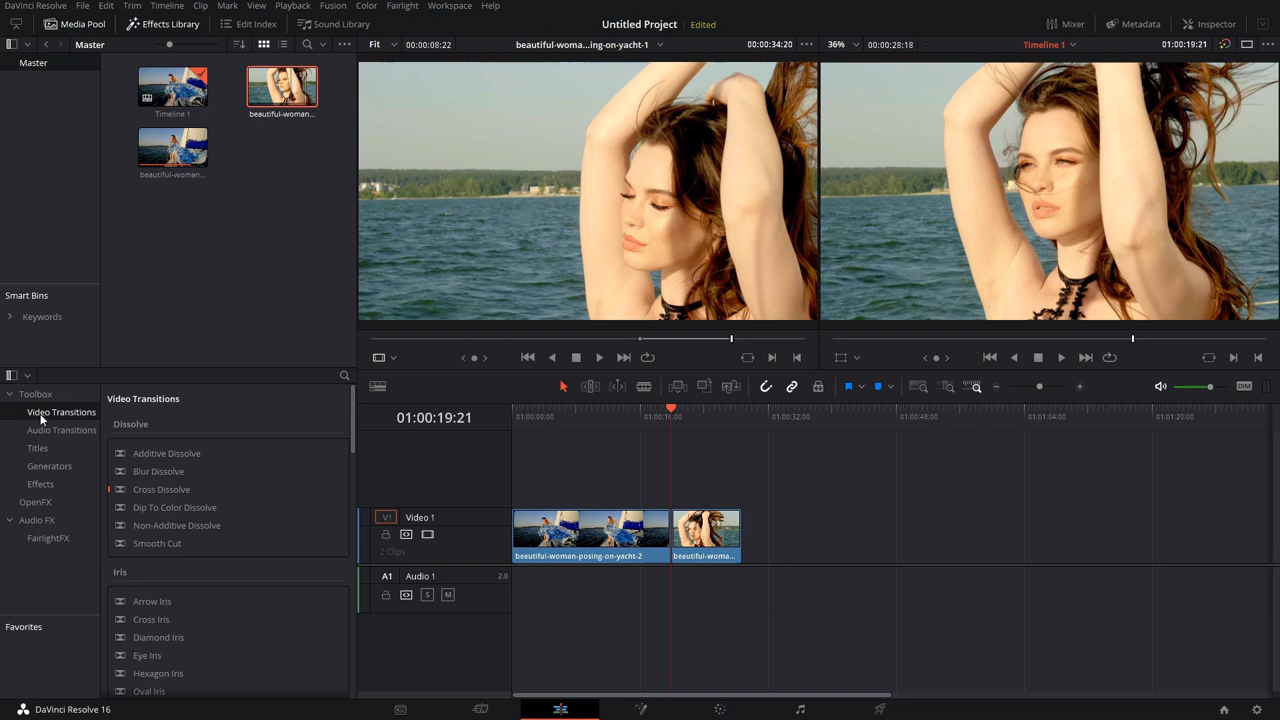 DaVinci Resolve File Edit Trim Timeline Clip Mark View Playback Fusion Color Fairlight Workspace Help
Media Pool Effects Library Edit Index Sound Library Untitled Project Edited Mixer Metadata Inspector
Master Fit 00:00:08:22 beautiful-woma...ing-on-yacht-1 36% 00:00:28:18 Timeline 1 01:00:19:21
Master
Timeline 1 beautiful-woman...
beautiful-woman...
Smart Bins
Keywords
Toolbox
Video Transitions
Audio Transitions
Titles
Generators
Effects
OpenFX
Audio FX
FairlightFX
Favorites
Video Transitions
Dissolve
Additive Dissolve
Blur Dissolve
Cross Dissolve
Dip To Color Dissolve
Non-Additive Dissolve
Smooth Cut
Iris
Arrow Iris
Cross Iris
Diamond Iris
Eye Iris
Hexagon Iris
Oval Iris
DIM
01:00:19:21 01:00:00:00 01:00:16:00 01:00:32:00 01:00:48:00 01:01:04:00 01:01:20:00
V1 Video 1
2 Clips
beautiful-woman-posing-on-yacht-2 beautiful-woma...
A1 Audio 1 2.0
S M
DaVinci Resolve 16